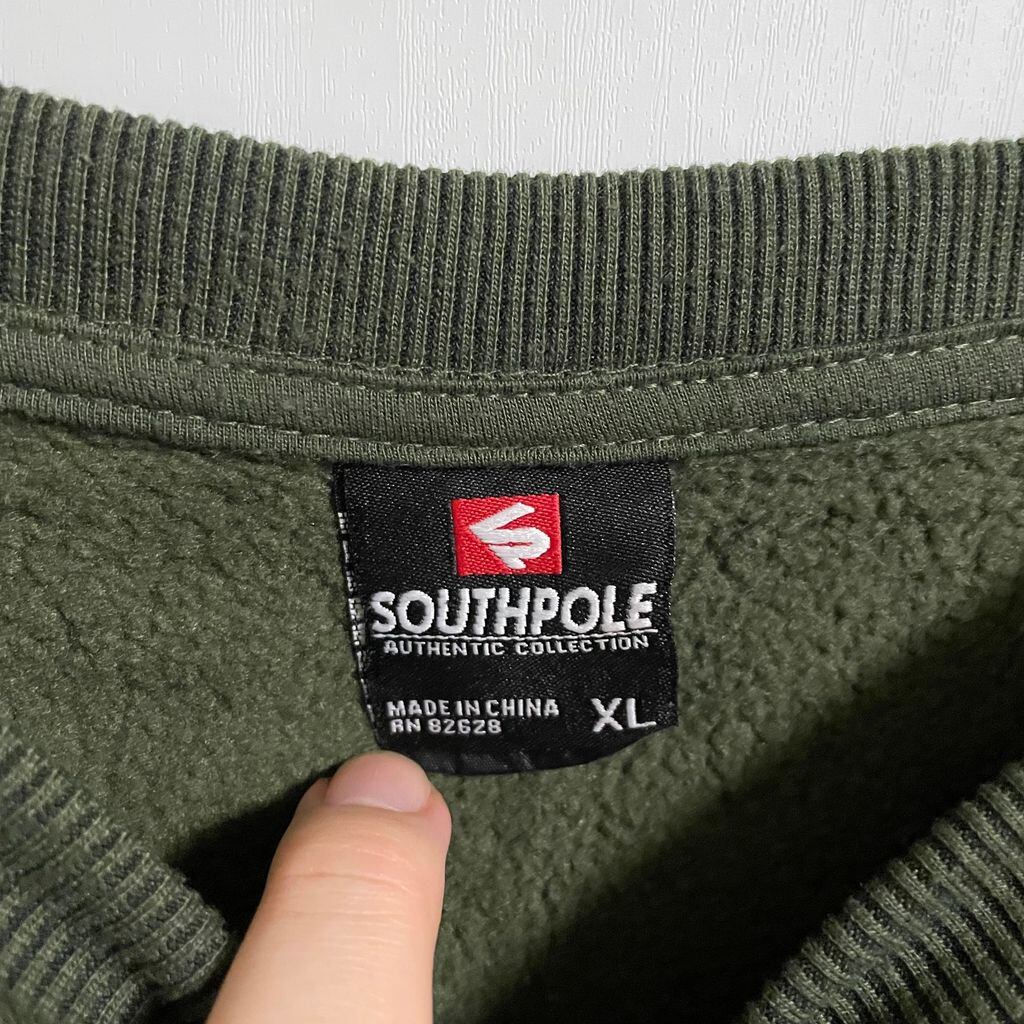 SOUTHPOLE
AUTHENTIC COLLECTION
MADE IN CHINA
RN 82628
XL